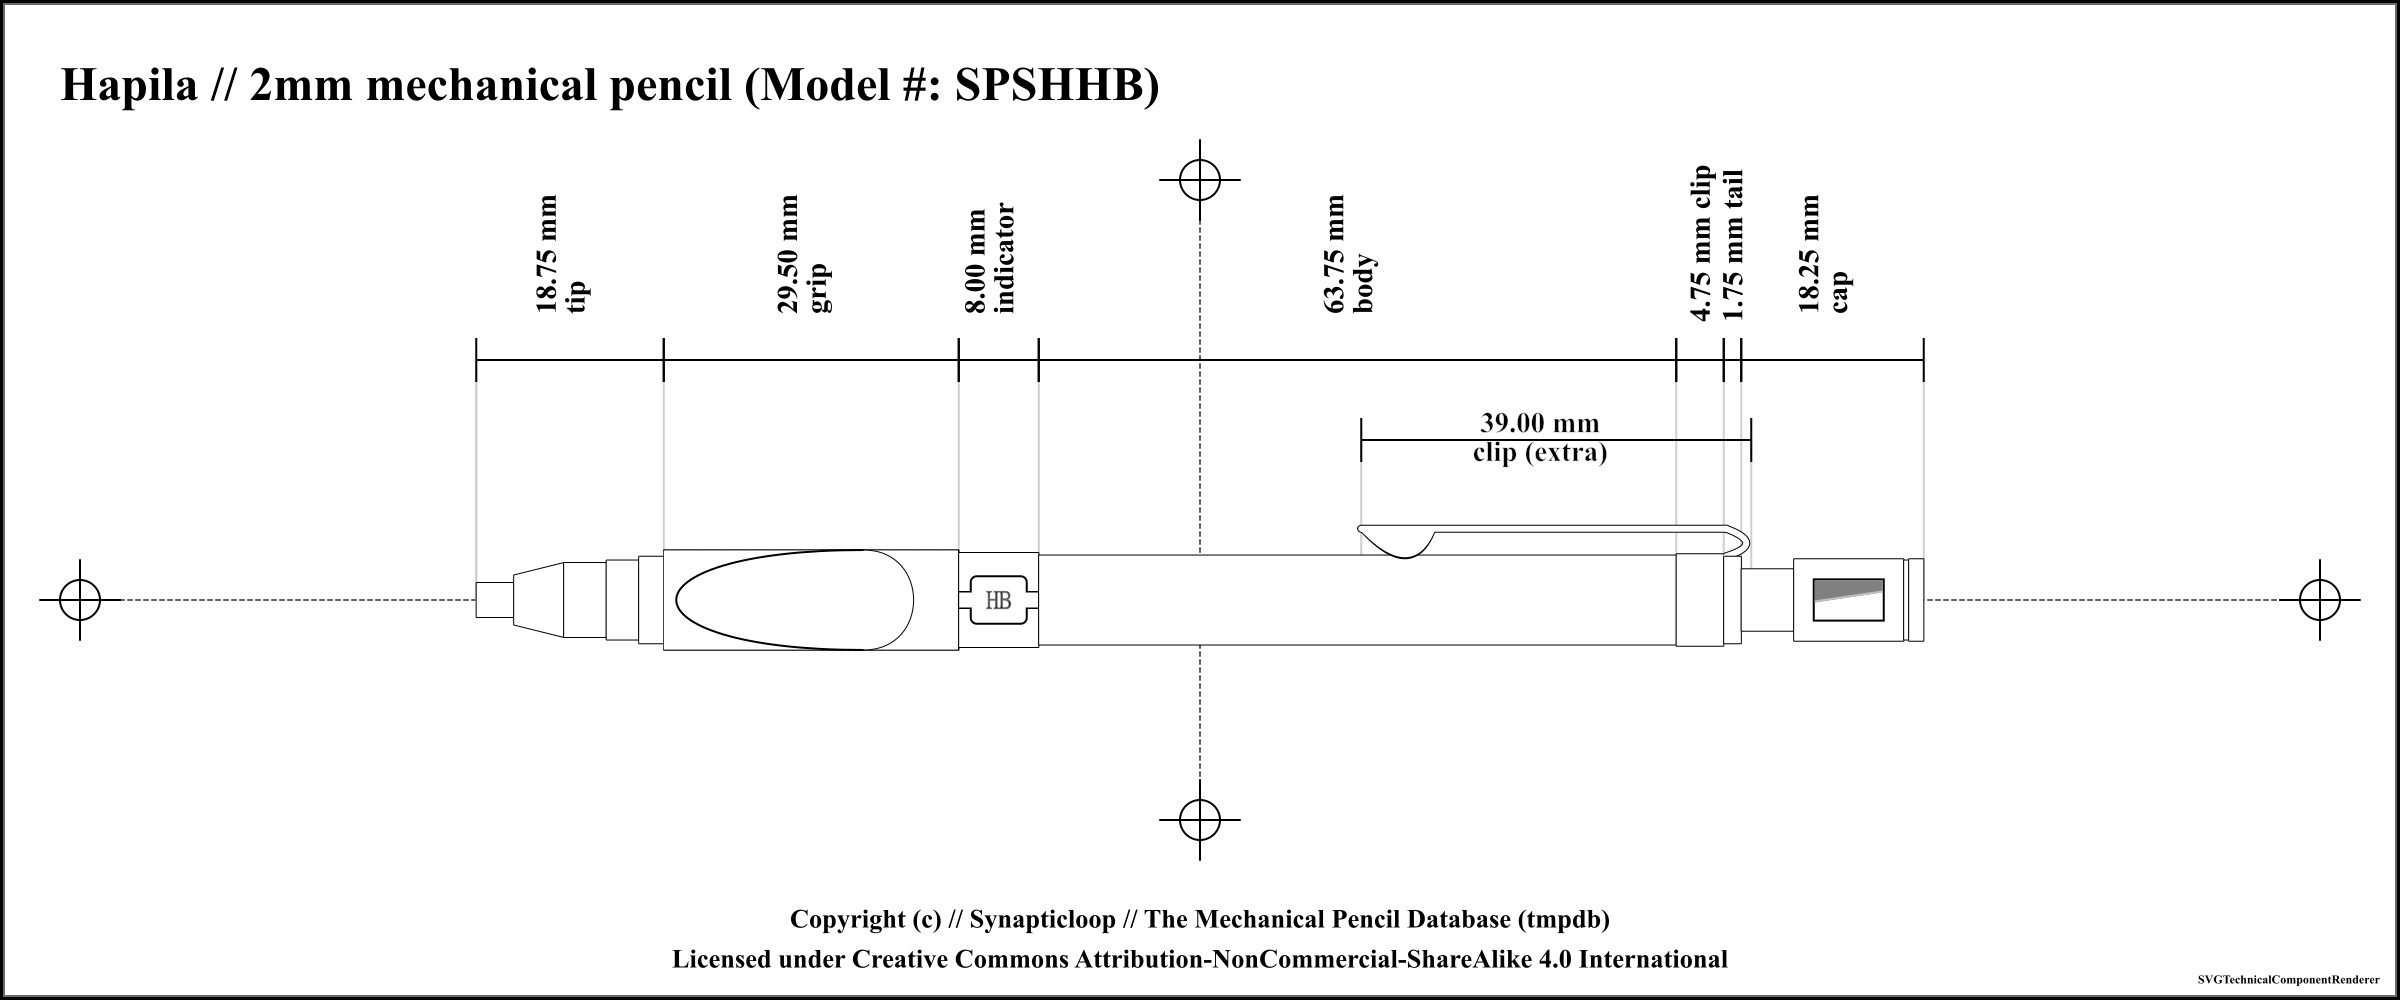 Hapila // 2mm mechanical pencil (Model #: SPSHHB)
18.75 mm
tip
29.50 mm
grip
8.00 mm
indicator
63.75 mm
body
4.75 mm clip
1.75 mm tail
18.25 mm
cap
39.00 mm
clip (extra)
HB
Copyright (c) // Synapticloop // The Mechanical Pencil Database (tmpdb)
Licensed under Creative Commons Attribution-NonCommercial-ShareAlike 4.0 International
SVGTechnicalComponentRenderer